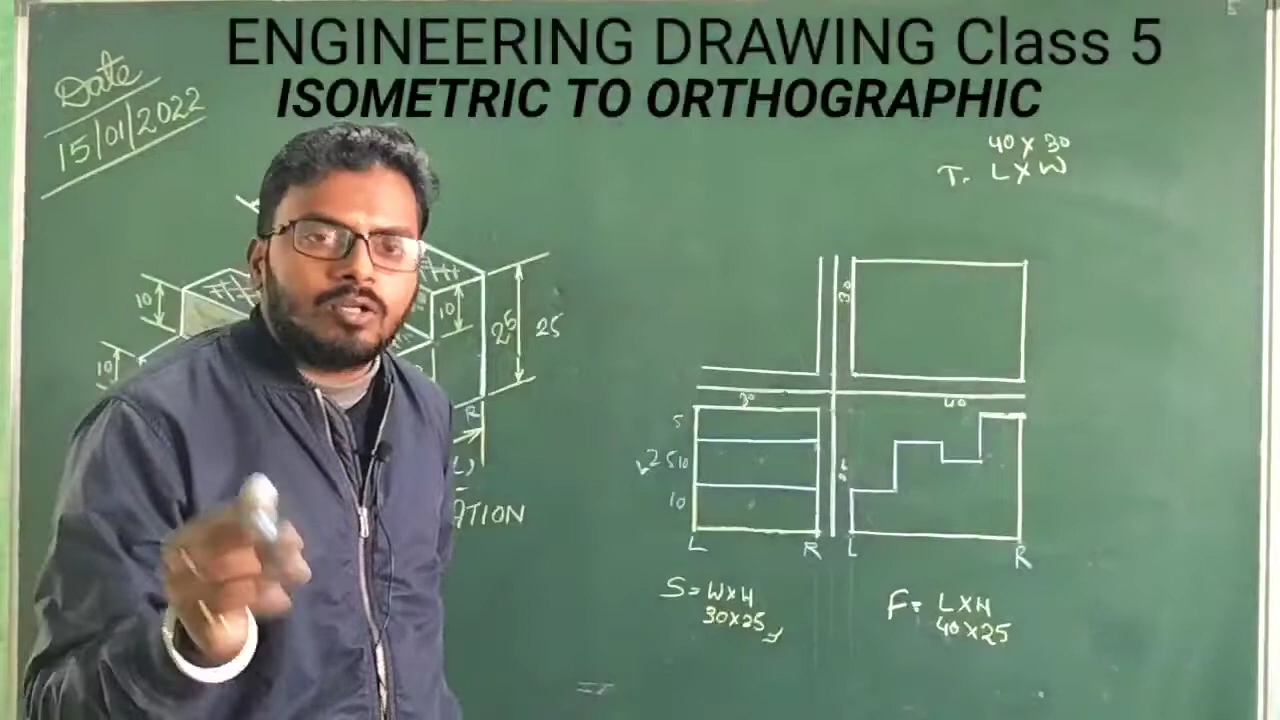 ENGINEERING DRAWING Class 5
ISOMETRIC TO ORTHOGRAPHIC
Date
15/01/2022
40 X 30
T. L X W
10
10
25
25
10
R
L)
ATION
30
30
40
5
25
10
10
L
R
L
R
S = W X H
30 X 25
F = L X H
40 X 25